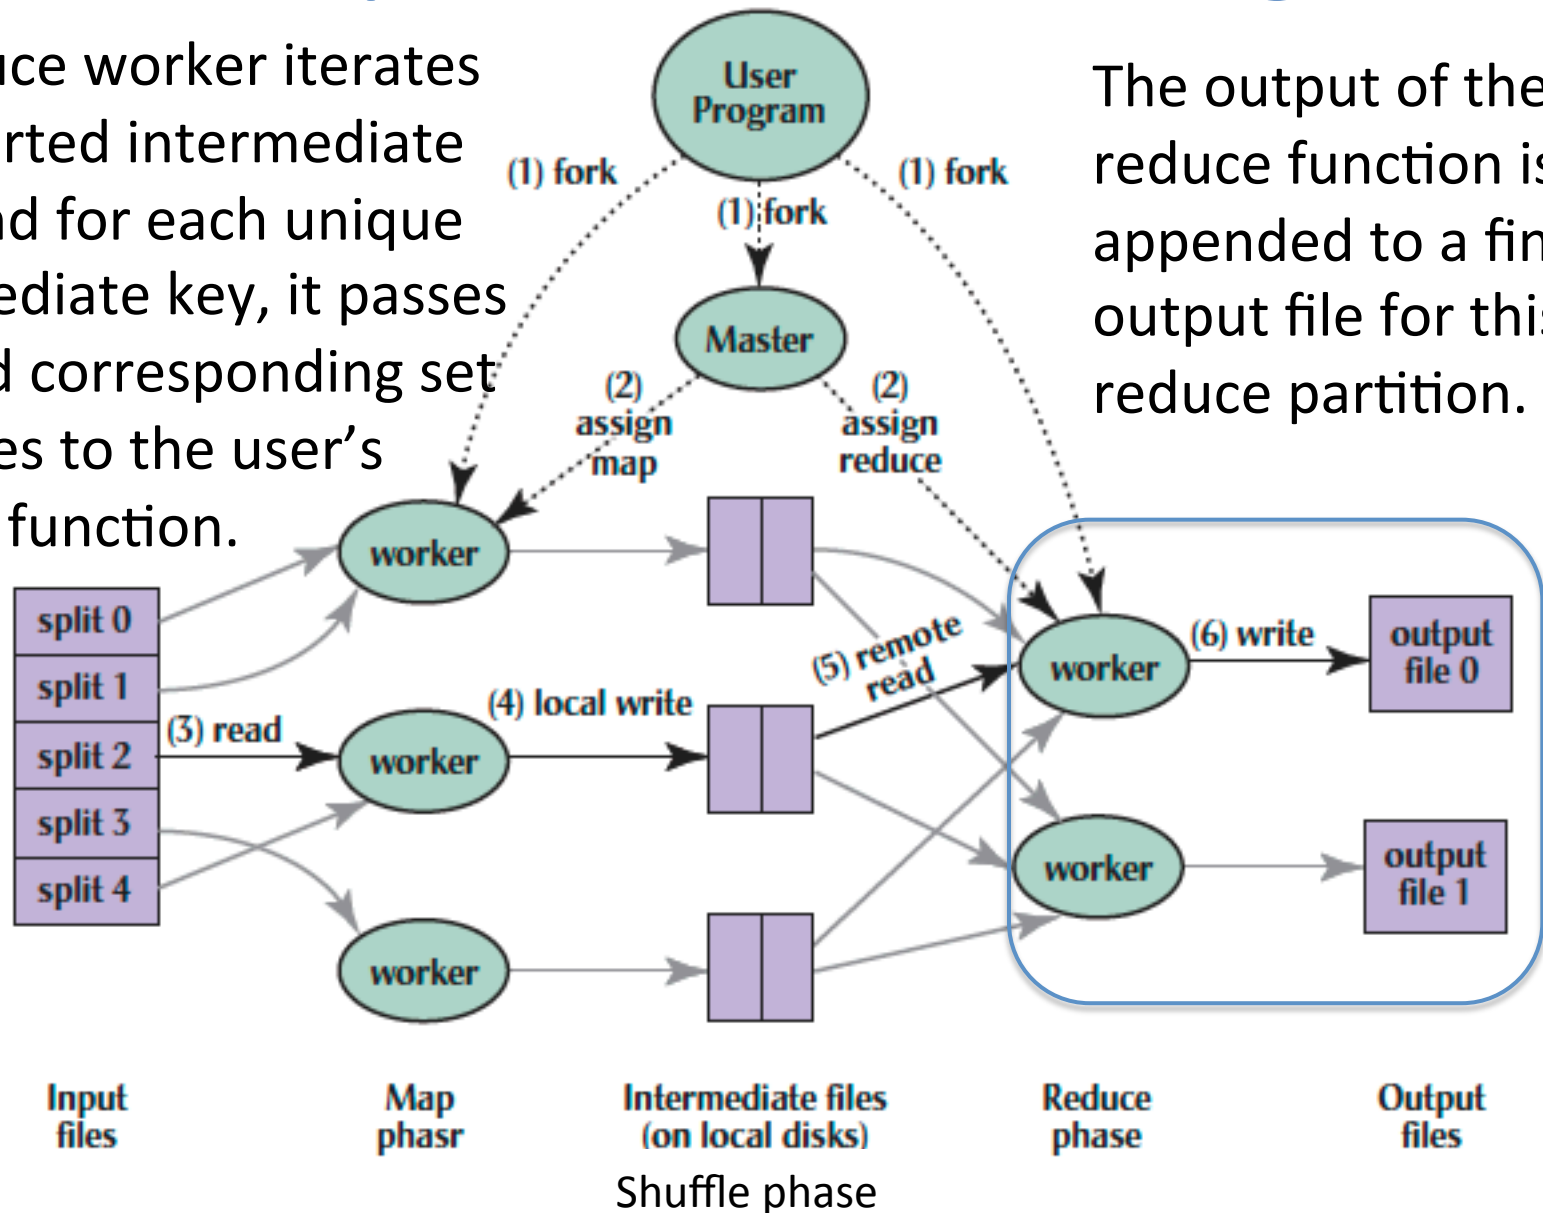 uce worker iterates
rted intermediate
nd for each unique
ediate key, it passes
d corresponding set
es to the user's
function.
The output of the
reduce function is
appended to a fin
output file for this
reduce partition.
User
Program
(1) fork
(1) fork
(1) fork
Master
(2)
assign
map
(2)
assign
reduce
split 0
split 1
split 2
split 3
split 4
(3) read
worker
worker
worker
(4) local write
(5) remote
read
worker
worker
(6) write
output
file 0
output
file 1
Input
files
Map
phasr
Intermediate files
(on local disks)
Reduce
phase
Output
files
Shuffle phase